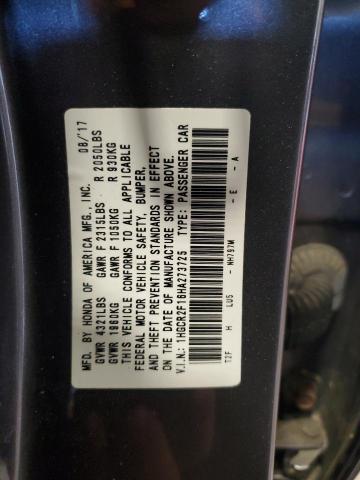 MFD. BY HONDA OF AMERICA MFG., INC. 08/'17
GVWR 4321LBS GAWR F 2315LBS R 2050LBS
GVWR 1960KG GAWR F 1050KG R 930KG
THIS VEHICLE CONFORMS TO ALL APPLICABLE
FEDERAL MOTOR VEHICLE SAFETY, BUMPER,
AND THEFT PREVENTION STANDARDS IN EFFECT
ON THE DATE OF MANUFACTURE SHOWN ABOVE.
V.I.N.: 1HGCR2F16HA273725 TYPE: PASSENGER CAR
T2F H LU5 - NH797M - E - A